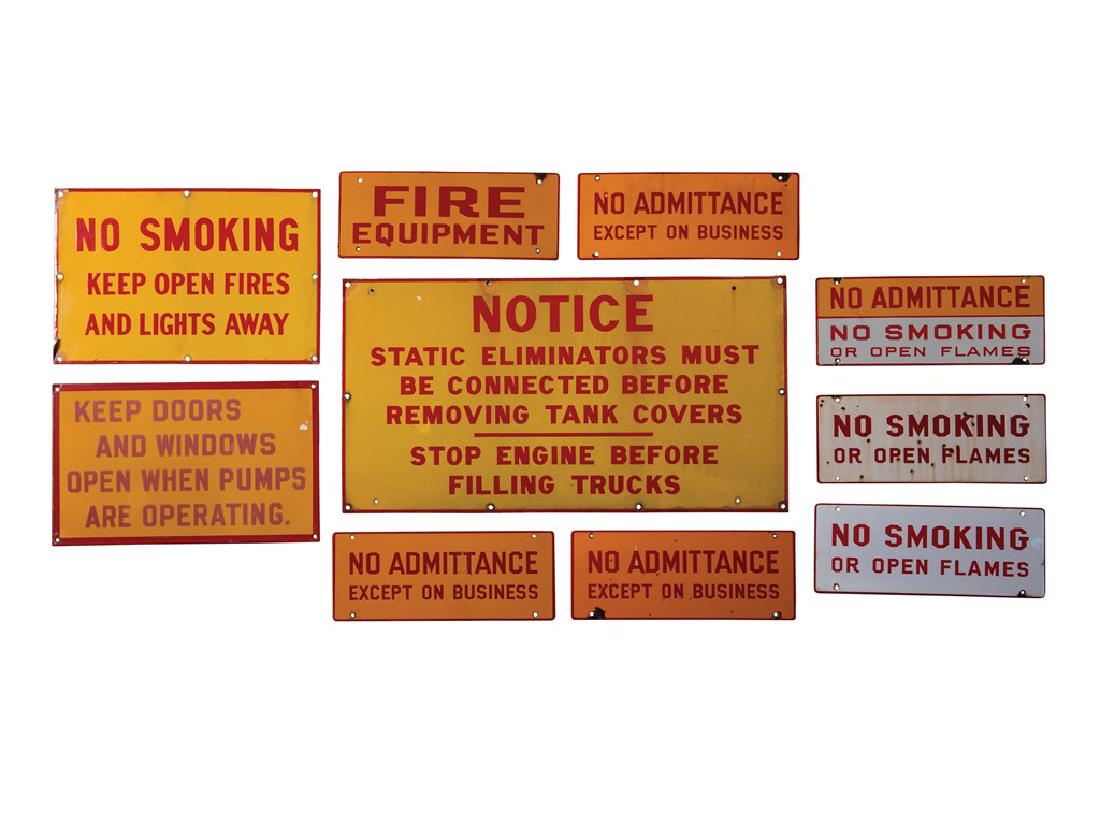 NO SMOKING
KEEP OPEN FIRES
AND LIGHTS AWAY
KEEP DOORS
AND WINDOWS
OPEN WHEN PUMPS
ARE OPERATING.
FIRE
EQUIPMENT
NO ADMITTANCE
EXCEPT ON BUSINESS
NOTICE
STATIC ELIMINATORS MUST
BE CONNECTED BEFORE
REMOVING TANK COVERS
STOP ENGINE BEFORE
FILLING TRUCKS
NO ADMITTANCE
EXCEPT ON BUSINESS
NO ADMITTANCE
EXCEPT ON BUSINESS
NO ADMITTANCE
NO SMOKING
OR OPEN FLAMES
NO SMOKING
OR OPEN FLAMES
NO SMOKING
OR OPEN FLAMES